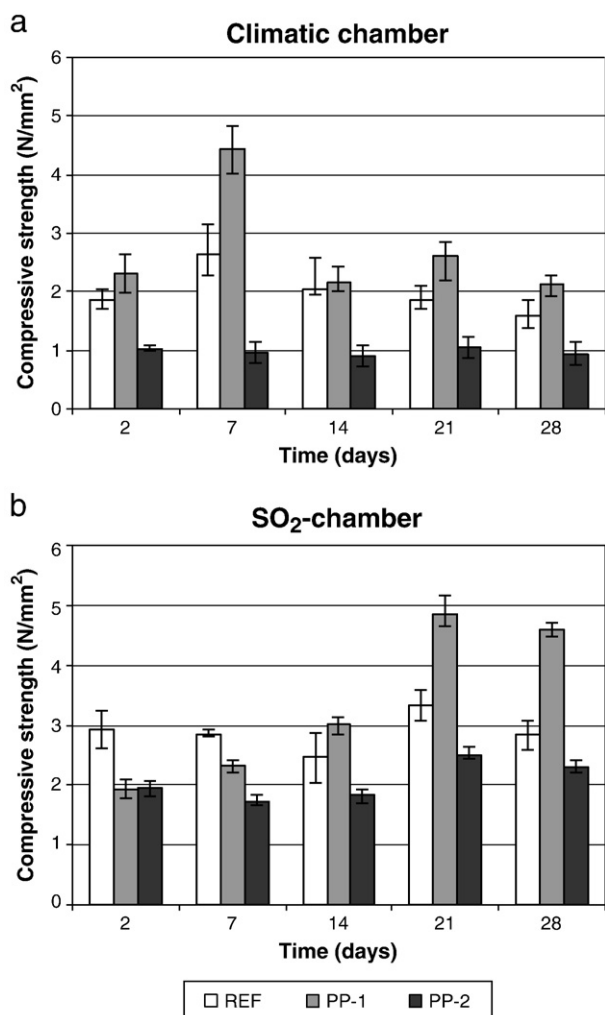 a
Climatic chamber
Compressive strength (N/mm²)
6
5
4
3
2
1
0
2 7 14 21 28
Time (days)
b
SO₂-chamber
Compressive strength (N/mm²)
6
5
4
3
2
1
0
2 7 14 21 28
Time (days)
REF PP-1 PP-2